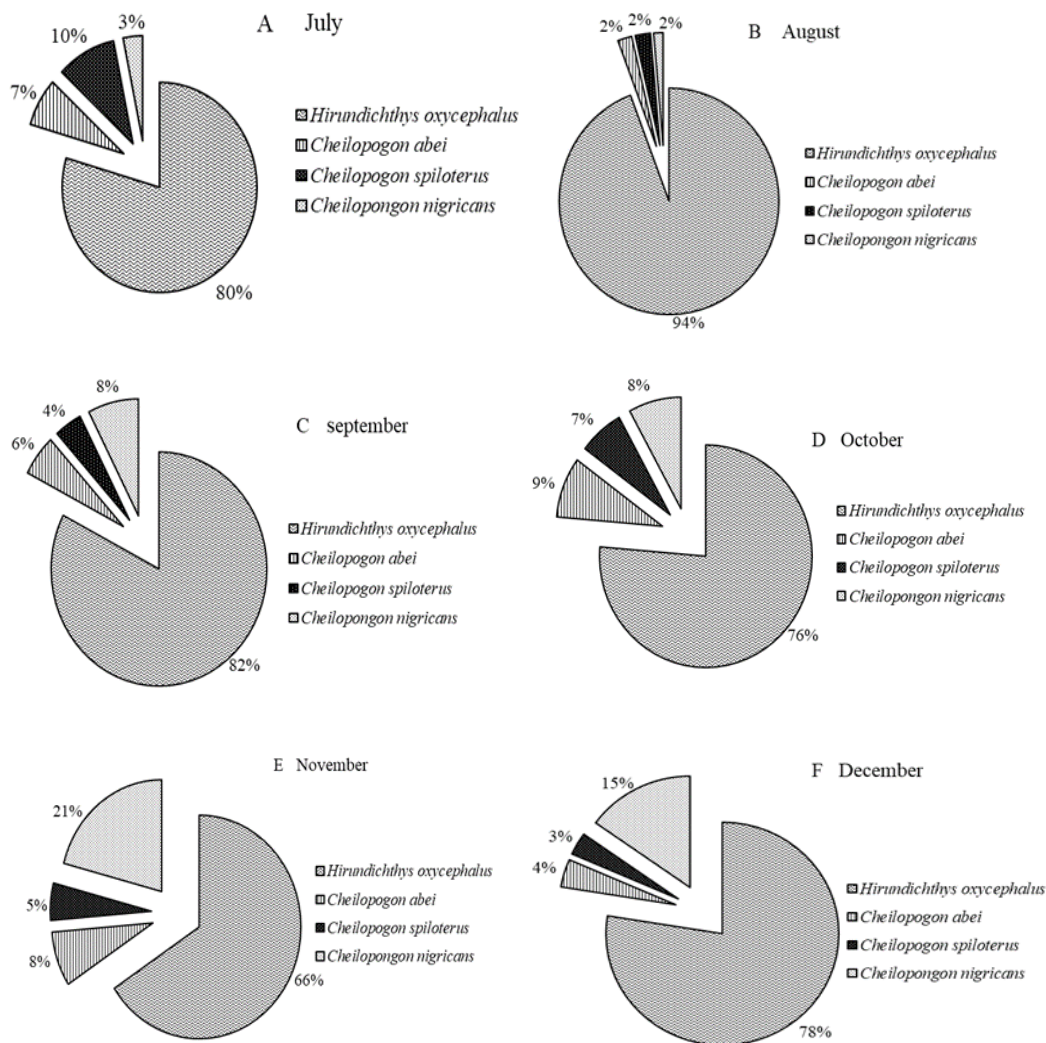 A July
3%
10%
7%
80%
Hirundichthys oxycephalus
Cheilopogon abei
Cheilopogon spiloterus
Cheilopongon nigricans
B August
2% 2% 2%
94%
Hirundichthys oxycephalus
Cheilopogon abei
Cheilopogon spiloterus
Cheilopongon nigricans
C september
8%
4%
6%
82%
Hirundichthys oxycephalus
Cheilopogon abei
Cheilopogon spiloterus
Cheilopongon nigricans
D October
8%
7%
9%
76%
Hirundichthys oxycephalus
Cheilopogon abei
Cheilopogon spiloterus
Cheilopongon nigricans
E November
21%
5%
8%
66%
Hirundichthys oxycephalus
Cheilopogon abei
Cheilopogon spiloterus
Cheilopongon nigricans
F December
15%
3%
4%
78%
Hirundichthys oxycephalus
Cheilopogon abei
Cheilopogon spiloterus
Cheilopongon nigricans